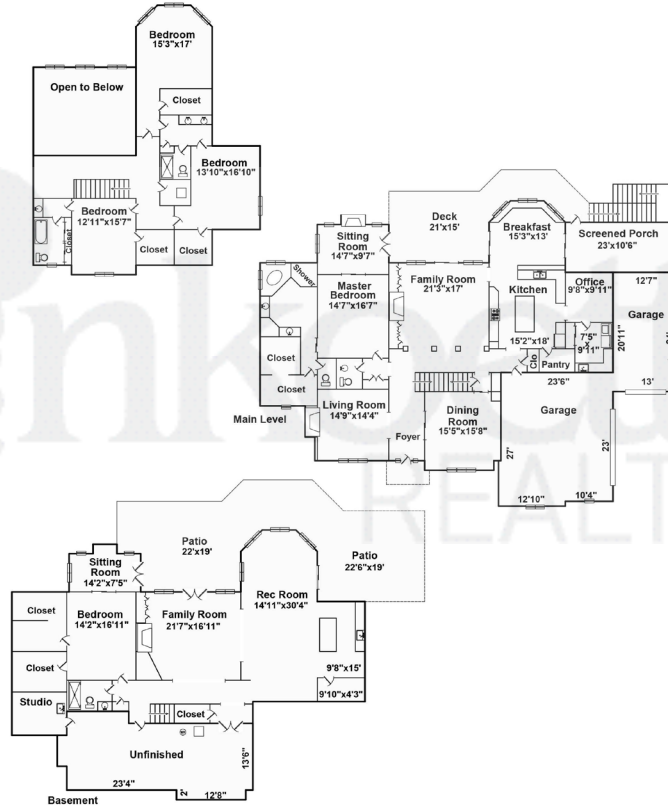 Bedroom
15'3"x17'
Open to Below
Closet
Bedroom
13'10"x16'10"
Bedroom
12'11"x15'7"
Closet
Closet
Closet
Deck
21'x15'
Breakfast
15'3"x13'
Screened Porch
23'x10'6"
Sitting
Room
14'7"x9'7"
Shower
Master
Bedroom
14'7"x16'7"
Family Room
21'3"x17'
Kitchen
15'2"x18'
Office
9'8"x9'11"
12'7"
Garage
20'11"
13'
7'5"
x
9'11"
Closet
Closet
Clo
Pantry
23'6"
Garage
27'
23'
12'10"
10'4"
Main Level
Living Room
14'9"x14'4"
Foyer
Dining
Room
15'5"x15'8"
REALT
Patio
22'x19'
Patio
22'6"x19'
Sitting
Room
14'2"x7'5"
Rec Room
14'11"x30'4"
Closet
Bedroom
14'2"x16'11"
Family Room
21'7"x16'11"
Closet
9'8"x15'
9'10"x4'3"
Studio
Closet
Unfinished
13'6"
23'4"
2'
12'8"
Basement